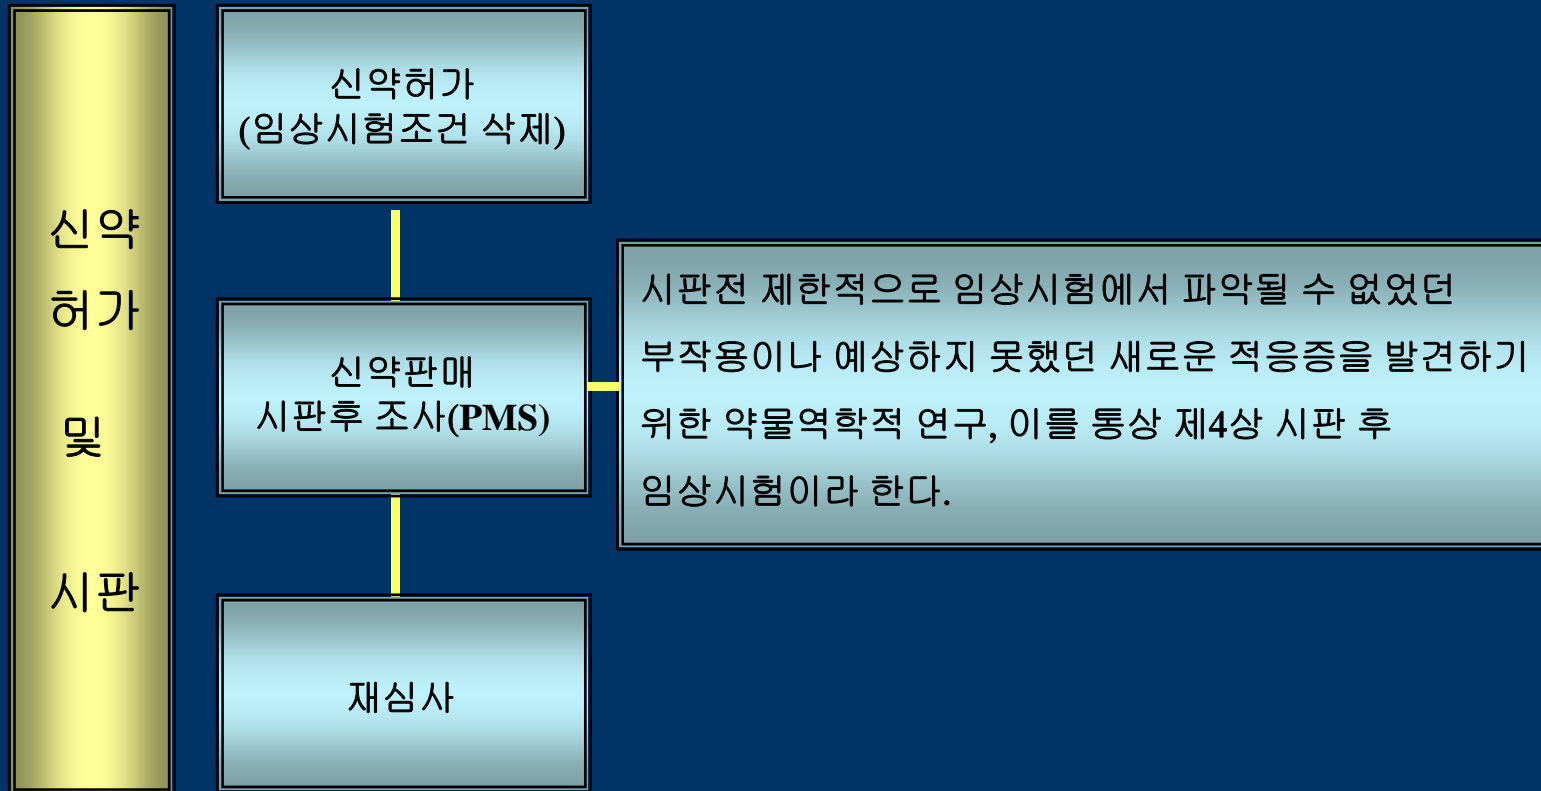 신약
허가
및
시판
신약허가
(임상시험조건 삭제)
신약판매
시판후 조사(PMS)
시판전 제한적으로 임상시험에서 파악될 수 없었던
부작용이나 예상하지 못했던 새로운 적응증을 발견하기
위한 약물역학적 연구, 이를 통상 제4상 시판 후
임상시험이라 한다.
재심사